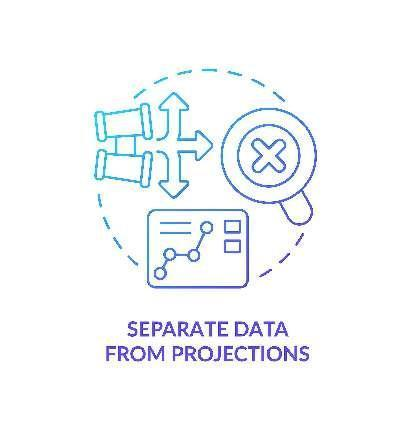 SEPARATE DATA
FROM PROJECTIONS